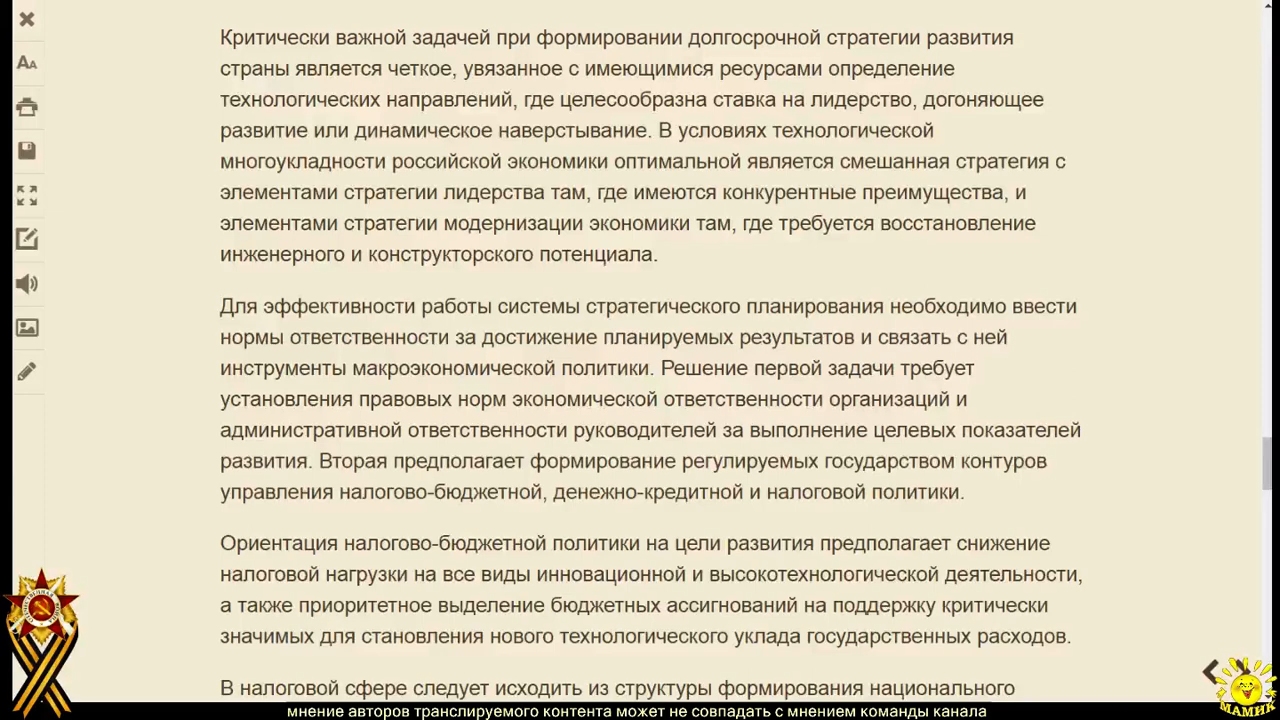 Критически важной задачей при формировании долгосрочной стратегии развития
страны является четкое, увязанное с имеющимися ресурсами определение
технологических направлений, где целесообразна ставка на лидерство, догоняющее
развитие или динамическое наверстывание. В условиях технологической
многоукладности российской экономики оптимальной является смешанная стратегия с
элементами стратегии лидерства там, где имеются конкурентные преимущества, и
элементами стратегии модернизации экономики там, где требуется восстановление
инженерного и конструкторского потенциала.
Для эффективности работы системы стратегического планирования необходимо ввести
нормы ответственности за достижение планируемых результатов и связать с ней
инструменты макроэкономической политики. Решение первой задачи требует
установления правовых норм экономической ответственности организаций и
административной ответственности руководителей за выполнение целевых показателей
развития. Вторая предполагает формирование регулируемых государством контуров
управления налогово-бюджетной, денежно-кредитной и налоговой политики.
Ориентация налогово-бюджетной политики на цели развития предполагает снижение
налоговой нагрузки на все виды инновационной и высокотехнологической деятельности,
а также приоритетное выделение бюджетных ассигнований на поддержку критически
значимых для становления нового технологического уклада государственных расходов.
В налоговой сфере следует исходить из структуры формирования национального
МАМИК
мнение авторов транслируемого контента может не совпадать с мнением команды канала